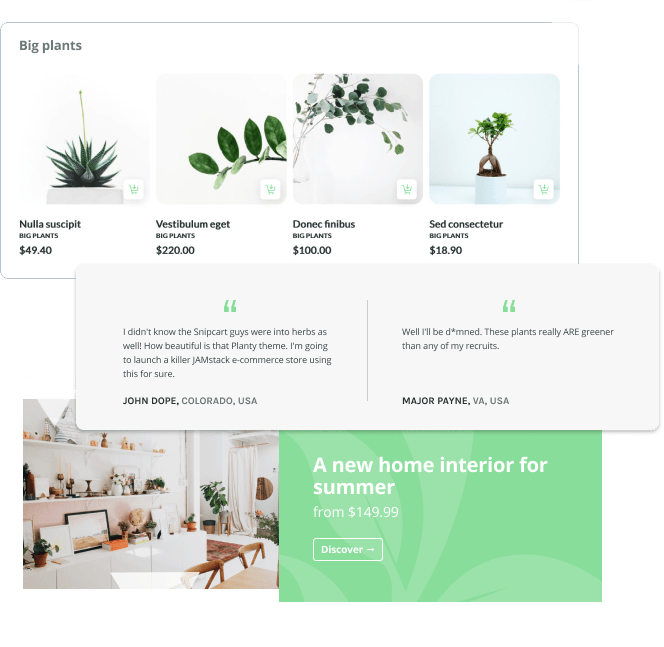 Big plants
Nulla suscipit
BIG PLANTS
$49.40
Vestibulum eget
BIG PLANTS
$220.00
Donec finibus
BIG PLANTS
$100.00
Sed consectetur
BIG PLANTS
$18.90
“
I didn't know the Snipcart guys were into herbs as
well! How beautiful is that Planty theme. I'm going
to launch a killer JAMstack e-commerce store using
this for sure.
JOHN DOPE, COLORADO, USA
“
Well I'll be d*mned. These plants really ARE greener
than any of my recruits.
MAJOR PAYNE, VA, USA
A new home interior for
summer
from $149.99
Discover →